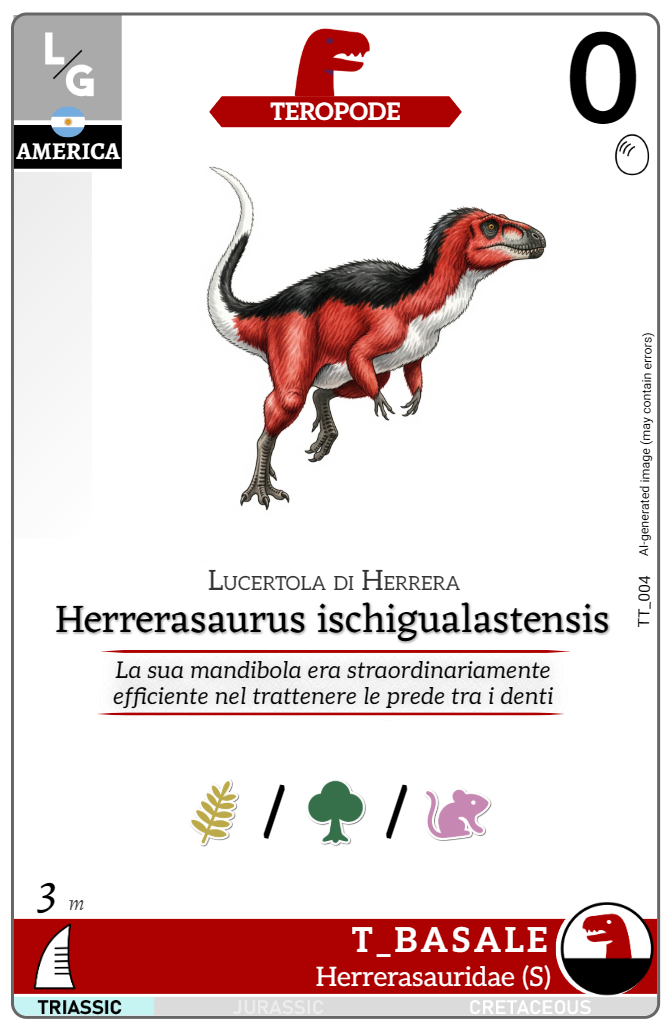 L/G
AMERICA
TEROPODE
0
AI-generated image (may contain errors)
TT_004
Lucertola di Herrera
Herrerasaurus ischigualastensis
La sua mandibola era straordinariamente
efficiente nel trattenere le prede tra i denti
/ /
3 m
T_BASALE
Herrerasauridae (S)
TRIASSIC JURASSIC CRETACEOUS